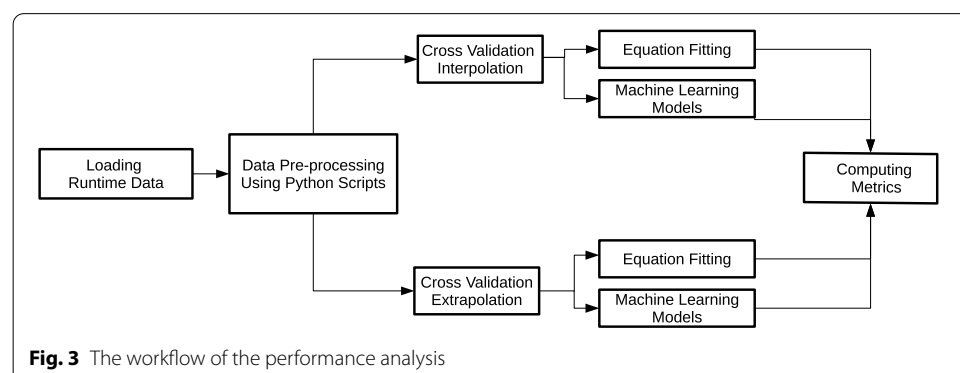 Loading
Runtime Data
Data Pre-processing
Using Python Scripts
Cross Validation
Interpolation
Equation Fitting
Machine Learning
Models
Cross Validation
Extrapolation
Equation Fitting
Machine Learning
Models
Computing
Metrics
Fig. 3 The workflow of the performance analysis